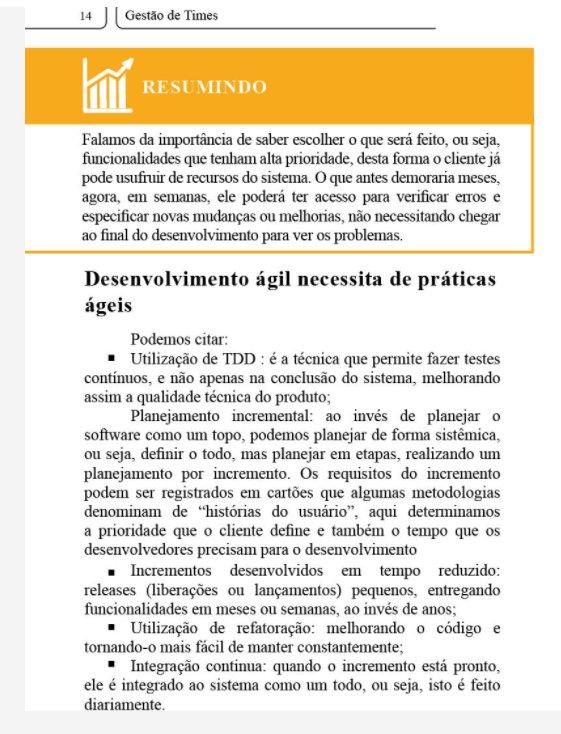 14 Gestão de Times
RESUMINDO
Falamos da importância de saber escolher o que será feito, ou seja,
funcionalidades que tenham alta prioridade, desta forma o cliente já
pode usufruir de recursos do sistema. O que antes demoraria meses,
agora, em semanas, ele poderá ter acesso para verificar erros e
especificar novas mudanças ou melhorias, não necessitando chegar
ao final do desenvolvimento para ver os problemas.
Desenvolvimento ágil necessita de práticas
ágeis
Podemos citar:
▪ Utilização de TDD : é a técnica que permite fazer testes
contínuos, e não apenas na conclusão do sistema, melhorando
assim a qualidade técnica do produto;
Planejamento incremental: ao invés de planejar o
software como um topo, podemos planejar de forma sistêmica,
ou seja, definir o todo, mas planejar em etapas, realizando um
planejamento por incremento. Os requisitos do incremento
podem ser registrados em cartões que algumas metodologias
denominam de “histórias do usuário”, aqui determinamos
a prioridade que o cliente define e também o tempo que os
desenvolvedores precisam para o desenvolvimento
▪ Incrementos desenvolvidos em tempo reduzido:
releases (liberações ou lançamentos) pequenos, entregando
funcionalidades em meses ou semanas, ao invés de anos;
▪ Utilização de refatoração: melhorando o código e
tornando-o mais fácil de manter constantemente;
▪ Integração continua: quando o incremento está pronto,
ele é integrado ao sistema como um todo, ou seja, isto é feito
diariamente.